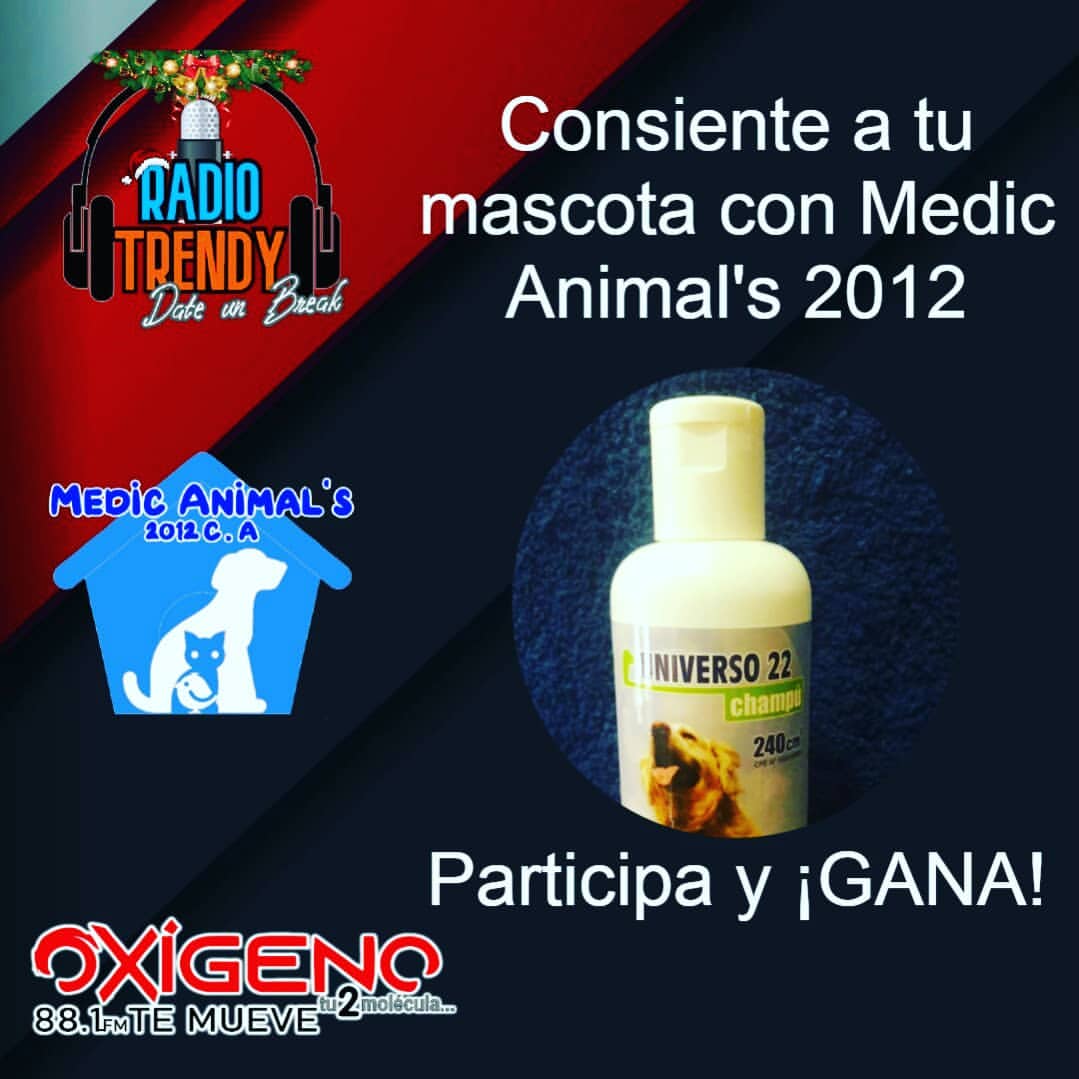 RADIO
TRENDY
Date un Break
Consiente a tu
mascota con Medic
Animal's 2012
MEDIC ANIMAL'S
2012 C.A
UNIVERSO 22
champú
240cm
Participa y ¡GANA!
OXÍGENO
tu 2 molécula...
88.1FM TE MUEVE